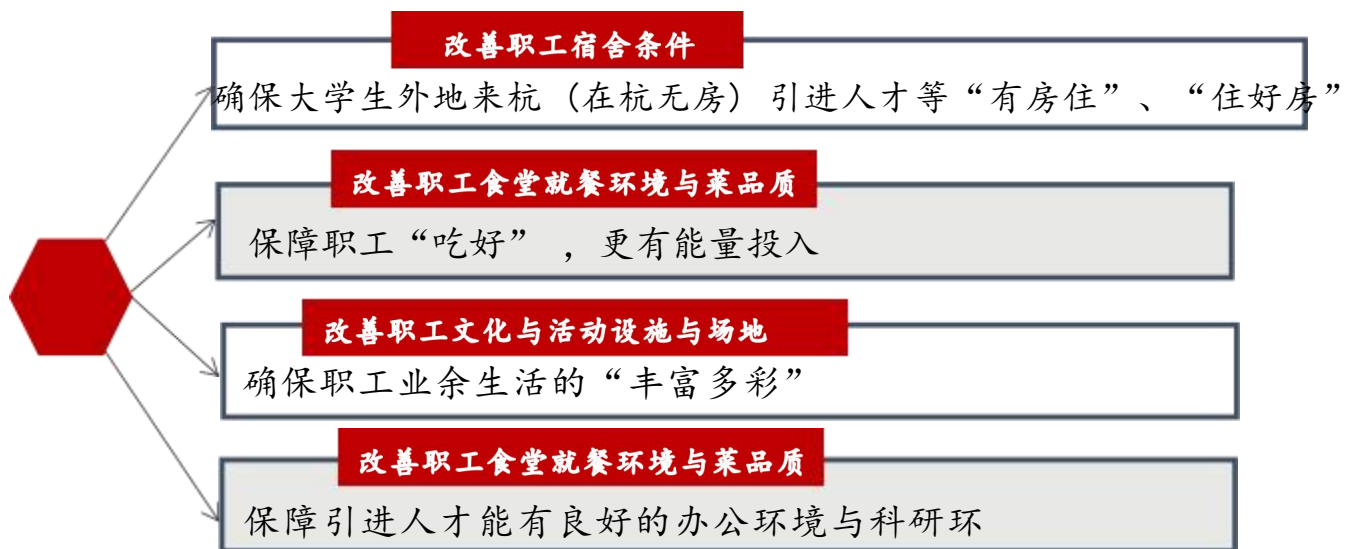 改善职工宿舍条件
确保大学生外地来杭（在杭无房）引进人才等“有房住”、“住好房”
改善职工食堂就餐环境与菜品质
保障职工“吃好”，更有能量投入
改善职工文化与活动设施与场地
确保职工业余生活的“丰富多彩”
改善职工食堂就餐环境与菜品质
保障引进人才能有良好的办公环境与科研环